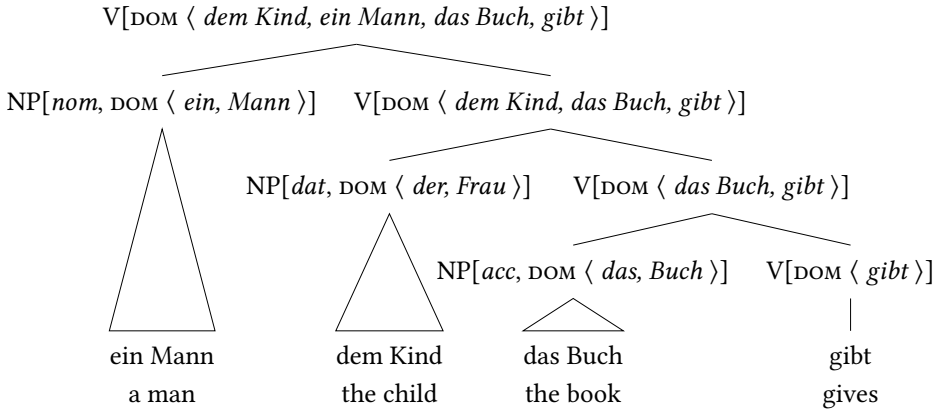 V[DOM ⟨ dem Kind, ein Mann, das Buch, gibt ⟩]
NP[nom, DOM ⟨ ein, Mann ⟩] V[DOM ⟨ dem Kind, das Buch, gibt ⟩]
NP[dat, DOM ⟨ der, Frau ⟩] V[DOM ⟨ das Buch, gibt ⟩]
NP[acc, DOM ⟨ das, Buch ⟩] V[DOM ⟨ gibt ⟩]
ein Mann dem Kind das Buch gibt
a man the child the book gives